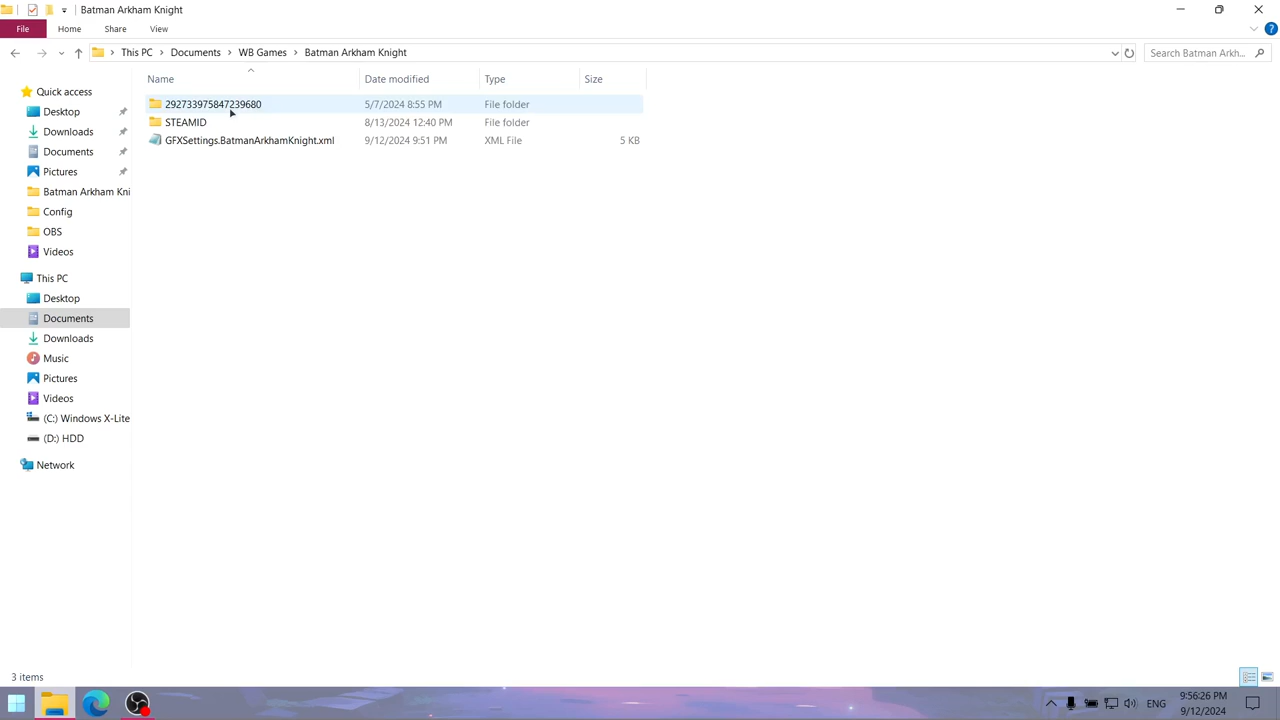 Batman Arkham Knight
File Home Share View
This PC > Documents > WB Games > Batman Arkham Knight
Search Batman Arkh...
Name Date modified Type Size
Quick access
Desktop
Downloads
Documents
Pictures
Batman Arkham Kni
Config
OBS
Videos
This PC
Desktop
Documents
Downloads
Music
Pictures
Videos
(C:) Windows X-Lite
(D:) HDD
Network
292733975847239680 5/7/2024 8:55 PM File folder
STEAMID 8/13/2024 12:40 PM File folder
GFXSettings.BatmanArkhamKnight.xml 9/12/2024 9:51 PM XML File 5 KB
3 items
ENG
9:56:26 PM
9/12/2024